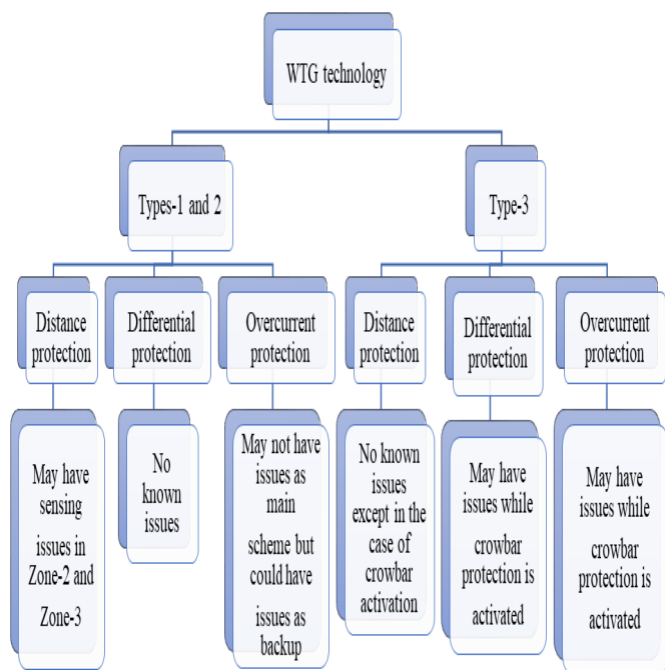 WTG technology
Types-1 and 2
Type-3
Distance
protection
Differential
protection
Overcurrent
protection
Distance
protection
Differential
protection
Overcurrent
protection
May have
sensing
issues in
Zone-2 and
Zone-3
No
known
issues
May not have
issues as
main
scheme but
could have
issues as
backup
No known
issues
except in the
case of
crowbar
activation
May have
issues while
crowbar
protection is
activated
May have
issues while
crowbar
protection is
activated